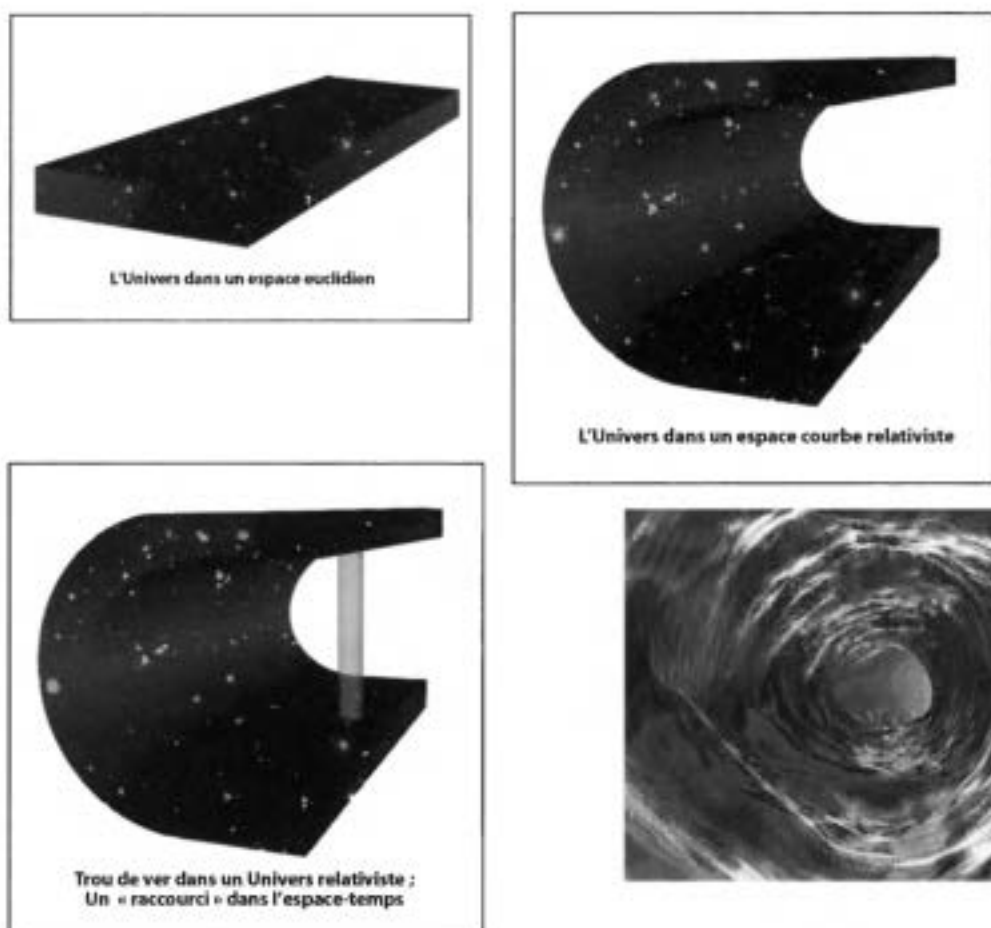 L'Univers dans un espace euclidien
L'Univers dans un espace courbe relativiste
Trou de ver dans un Univers relativiste ;
Un « raccourci » dans l'espace-temps